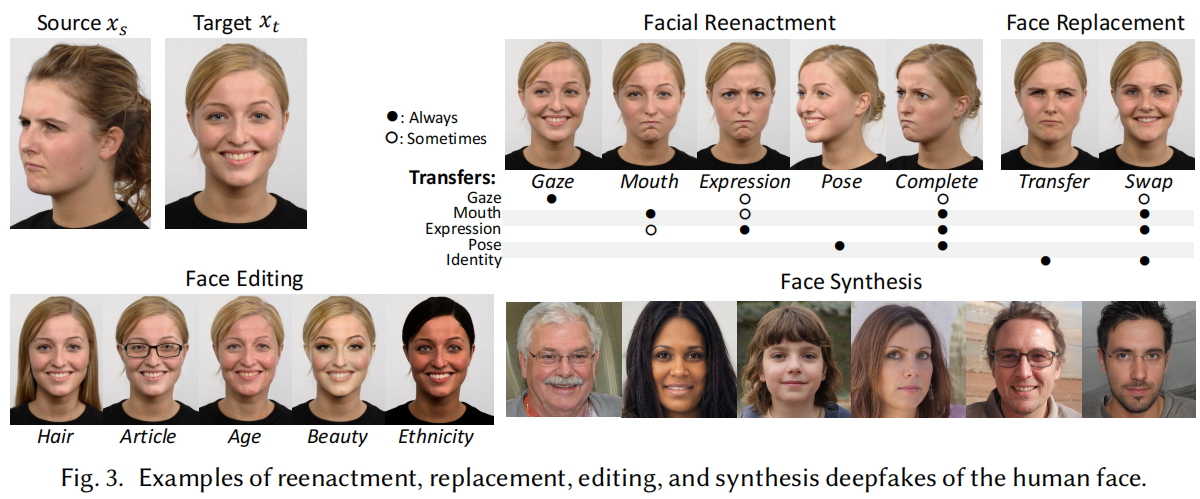 Source xₛ
Target xₜ
Facial Reenactment
Face Replacement
●: Always
○: Sometimes
Transfers: Gaze Mouth Expression Pose Complete Transfer Swap
Gaze ● ○ ○ ○
Mouth ● ○ ● ●
Expression ○ ● ● ●
Pose ● ●
Identity ● ●
Face Editing
Hair Article Age Beauty Ethnicity
Face Synthesis
Fig. 3. Examples of reenactment, replacement, editing, and synthesis deepfakes of the human face.